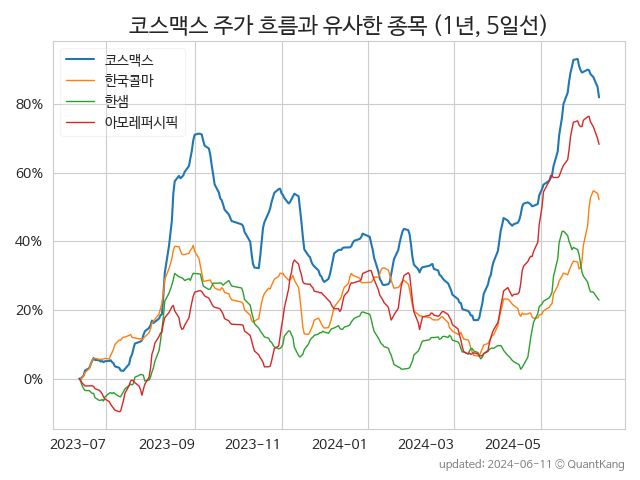 코스맥스 주가 흐름과 유사한 종목 (1년, 5일선)
코스맥스
한국콜마
한샘
아모레퍼시픽
80%
60%
40%
20%
0%
2023-07 2023-09 2023-11 2024-01 2024-03 2024-05
updated: 2024-06-11 © QuantKang